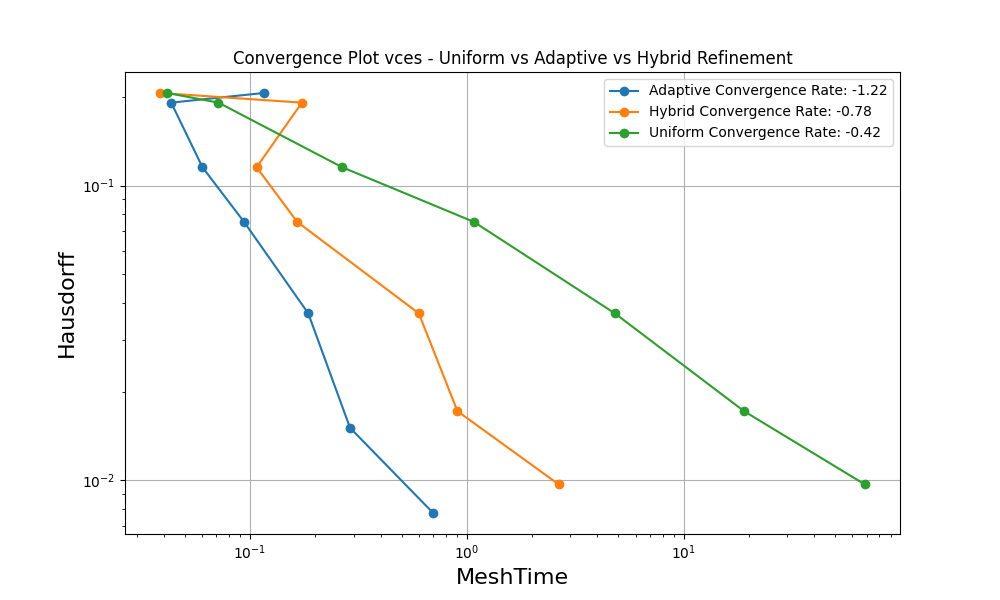 Convergence Plot vces - Uniform vs Adaptive vs Hybrid Refinement
Adaptive Convergence Rate: -1.22
Hybrid Convergence Rate: -0.78
Uniform Convergence Rate: -0.42
Hausdorff
10⁻¹
10⁻²
10⁻¹ 10⁰ 10¹
MeshTime